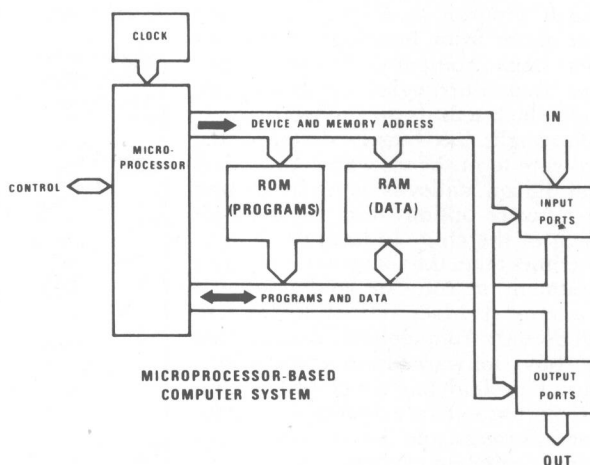 CLOCK
DEVICE AND MEMORY ADDRESS
IN
MICRO-
PROCESSOR
CONTROL
ROM
(PROGRAMS)
RAM
(DATA)
INPUT
PORTS
PROGRAMS AND DATA
MICROPROCESSOR-BASED
COMPUTER SYSTEM
OUTPUT
PORTS
OUT